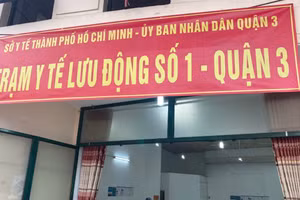 SỞ Y TẾ THÀNH PHỐ HỒ CHÍ MINH - ỦY BAN NHÂN DÂN QUẬN 3
TRẠM Y TẾ LƯU ĐỘNG SỐ 1 - QUẬN 3